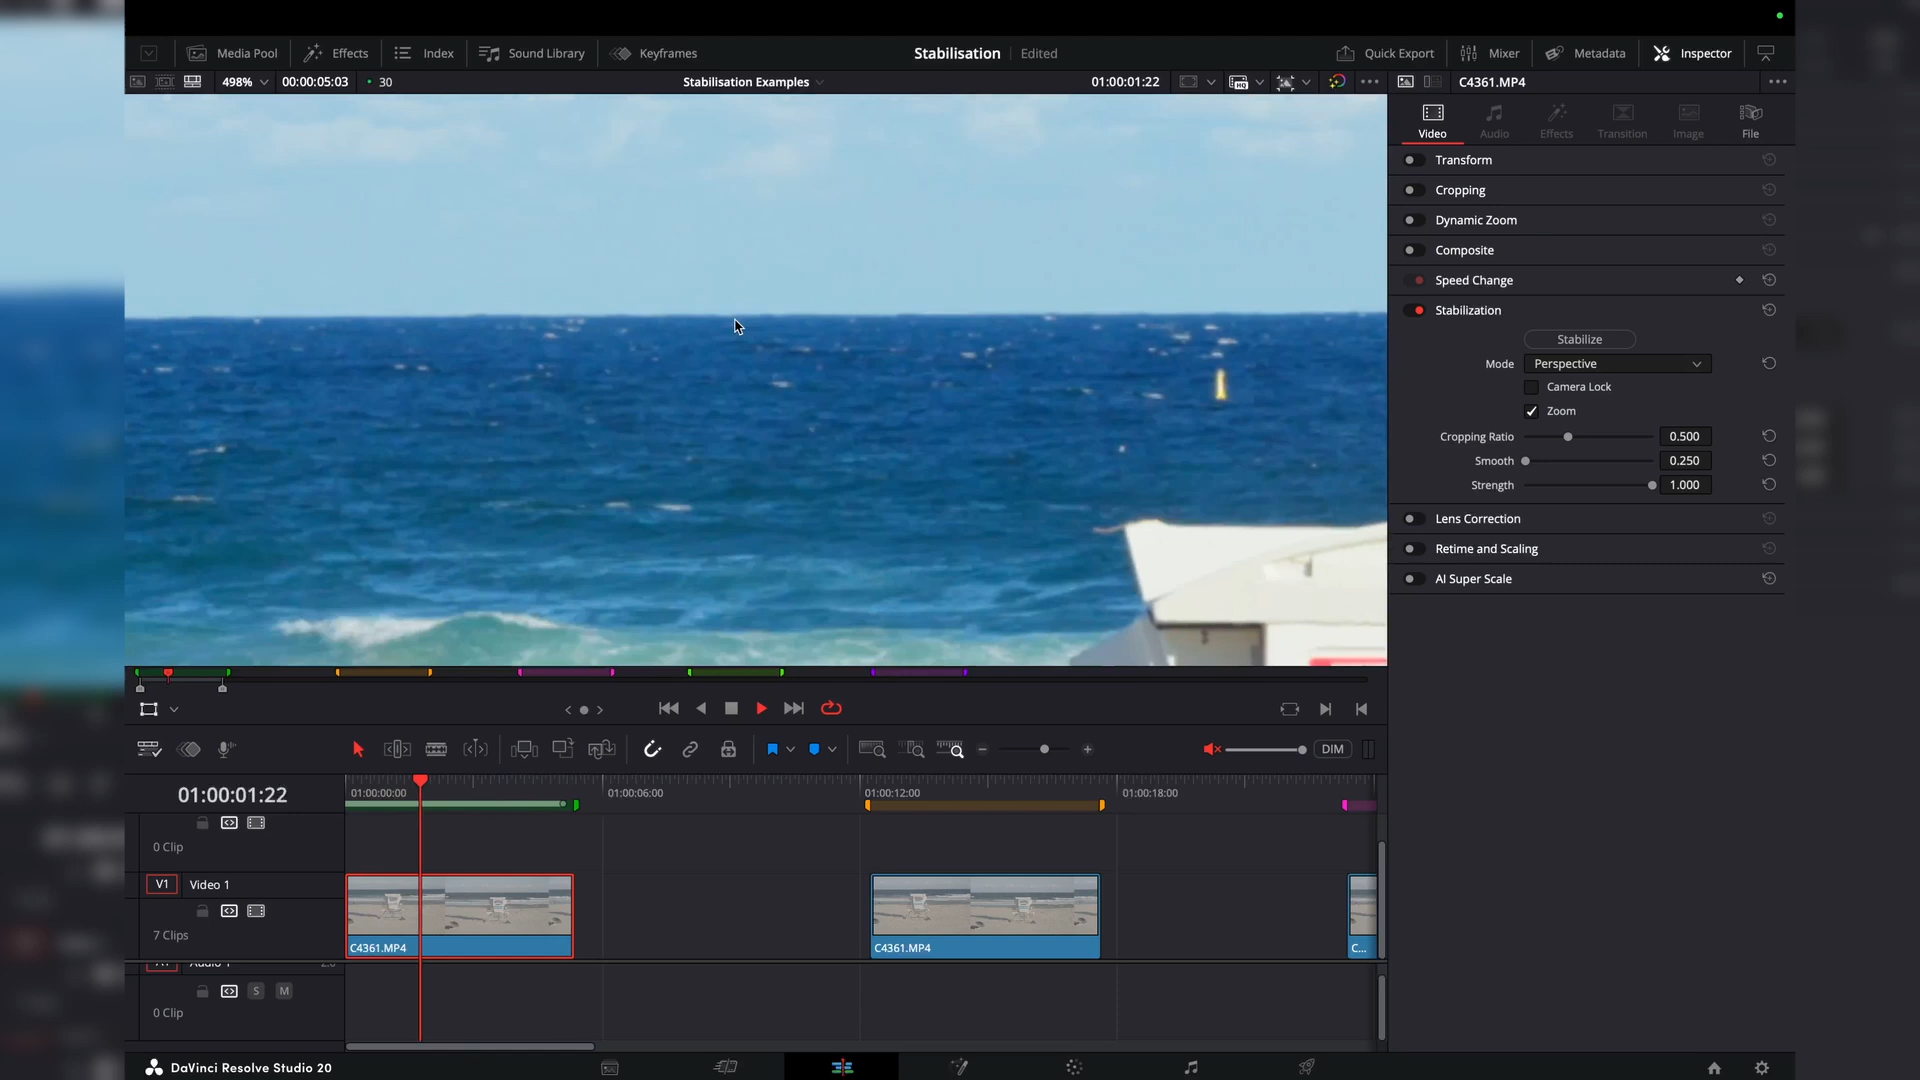 Media Pool Effects Index Sound Library Keyframes Stabilisation Edited Quick Export Mixer Metadata Inspector
498% 00:00:05:03 30 Stabilisation Examples 01:00:01:22 HQ C4361.MP4
Video Audio Effects Transition Image File
Transform
Cropping
Dynamic Zoom
Composite
Speed Change
Stabilization
Stabilize
Mode Perspective
Camera Lock
Zoom
Cropping Ratio 0.500
Smooth 0.250
Strength 1.000
Lens Correction
Retime and Scaling
AI Super Scale
DIM
01:00:01:22 01:00:00:00 01:00:06:00 01:00:12:00 01:00:18:00
0 Clip
V1 Video 1
7 Clips
C4361.MP4 C4361.MP4 C...
S M
0 Clip
DaVinci Resolve Studio 20